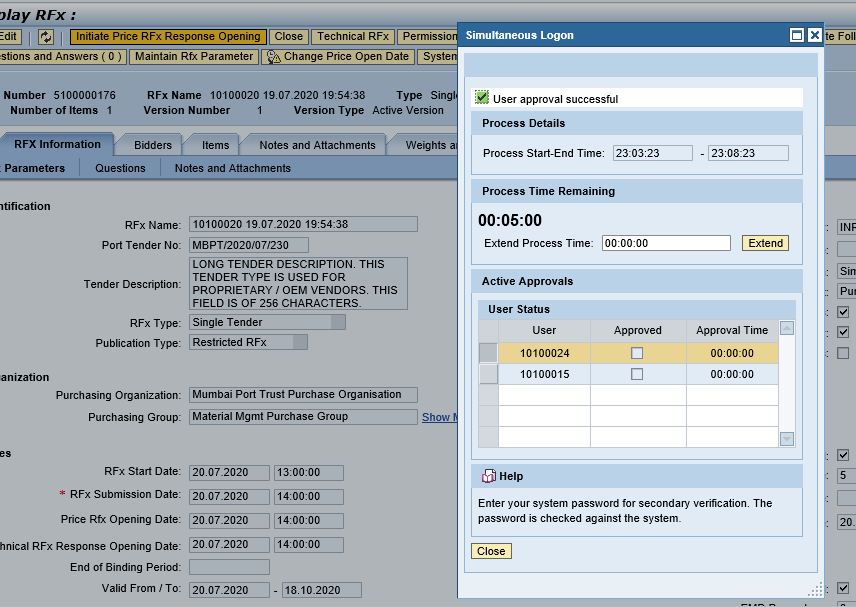 play RFx :
Edit Initiate Price RFx Response Opening Close Technical RFx Permission
stions and Answers ( 0 ) Maintain Rfx Parameter Change Price Open Date System
Number 5100000176 RFx Name 10100020 19.07.2020 19:54:38 Type Single
Number of Items 1 Version Number 1 Version Type Active Version
RFX Information Bidders Items Notes and Attachments Weights a
Parameters Questions Notes and Attachments
ntification
RFx Name: 10100020 19.07.2020 19:54:38
Port Tender No: MBPT/2020/07/230
Tender Description: LONG TENDER DESCRIPTION. THIS
TENDER TYPE IS USED FOR
PROPRIETARY / OEM VENDORS. THIS
FIELD IS OF 256 CHARACTERS.
RFx Type: Single Tender
Publication Type: Restricted RFx
anization
Purchasing Organization: Mumbai Port Trust Purchase Organisation
Purchasing Group: Material Mgmt Purchase Group Show M
es
RFx Start Date: 20.07.2020 13:00:00
* RFx Submission Date: 20.07.2020 14:00:00
Price Rfx Opening Date: 20.07.2020 14:00:00
chnical RFx Response Opening Date: 20.07.2020 14:00:00
End of Binding Period:
Valid From / To: 20.07.2020 - 18.10.2020
Simultaneous Logon
User approval successful
Process Details
Process Start-End Time: 23:03:23 - 23:08:23
Process Time Remaining
00:05:00
Extend Process Time: 00:00:00 Extend
Active Approvals
User Status
User Approved Approval Time
10100024 00:00:00
10100015 00:00:00
Help
Enter your system password for secondary verification. The
password is checked against the system.
Close
te Foll
INF
Sim
Pur
5
20.